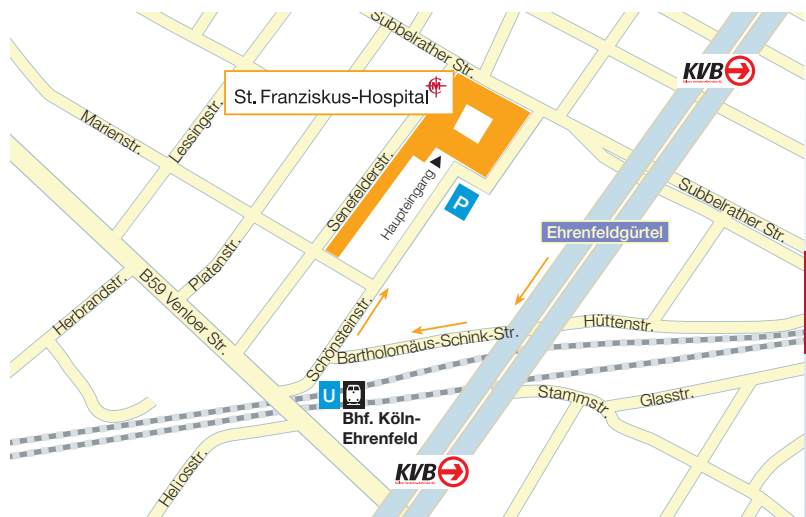 Subbelrather Str.
KVB
St. Franziskus-Hospital
Lessingstr.
Marienstr.
Senefelderstr.
Haupteingang
P
Subbelrather Str.
Ehrenfeldgürtel
Platenstr.
Herbrandstr.
B59 Venloer Str.
Schönsteinstr.
Hüttenstr.
Bartholomäus-Schink-Str.
U
Bhf. Köln-
Ehrenfeld
Stammstr.
Glasstr.
Heliosstr.
KVB